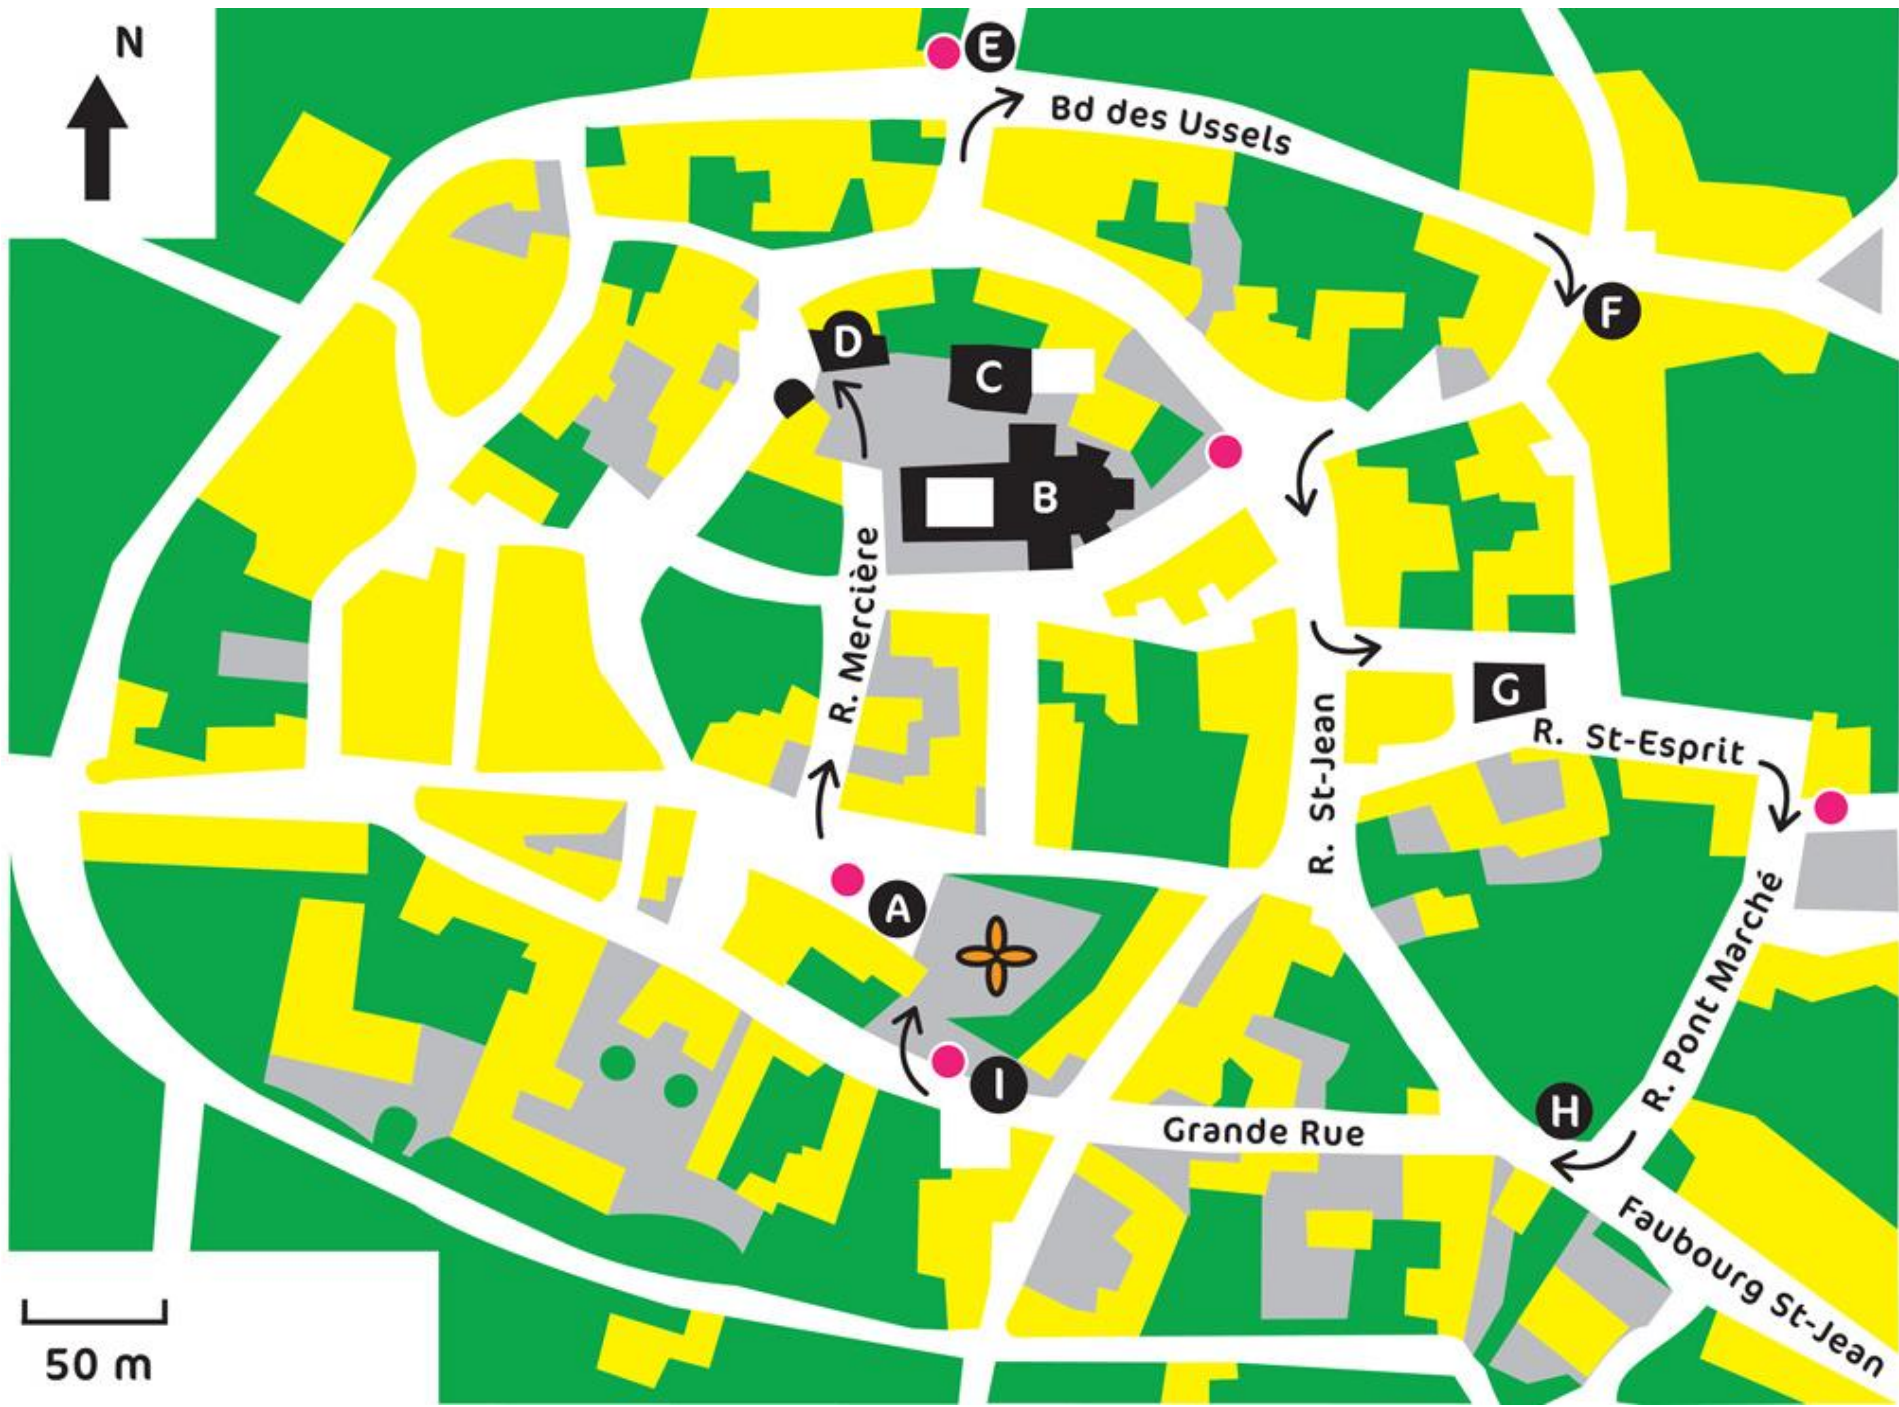 N
E
Bd des Ussels
F
D
C
B
R. Mercière
G
R. St-Esprit
R. St-Jean
A
R. Pont Marché
I
H
Grande Rue
Faubourg St-Jean
50 m